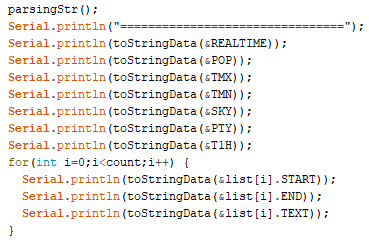 parsingStr();
Serial.println("================================");
Serial.println(toStringData(&REALTIME));
Serial.println(toStringData(&POP));
Serial.println(toStringData(&TMX));
Serial.println(toStringData(&TMN));
Serial.println(toStringData(&SKY));
Serial.println(toStringData(&PTY));
Serial.println(toStringData(&T1H));
for(int i=0;i<count;i++) {
  Serial.println(toStringData(&list[i].START));
  Serial.println(toStringData(&list[i].END));
  Serial.println(toStringData(&list[i].TEXT));
}